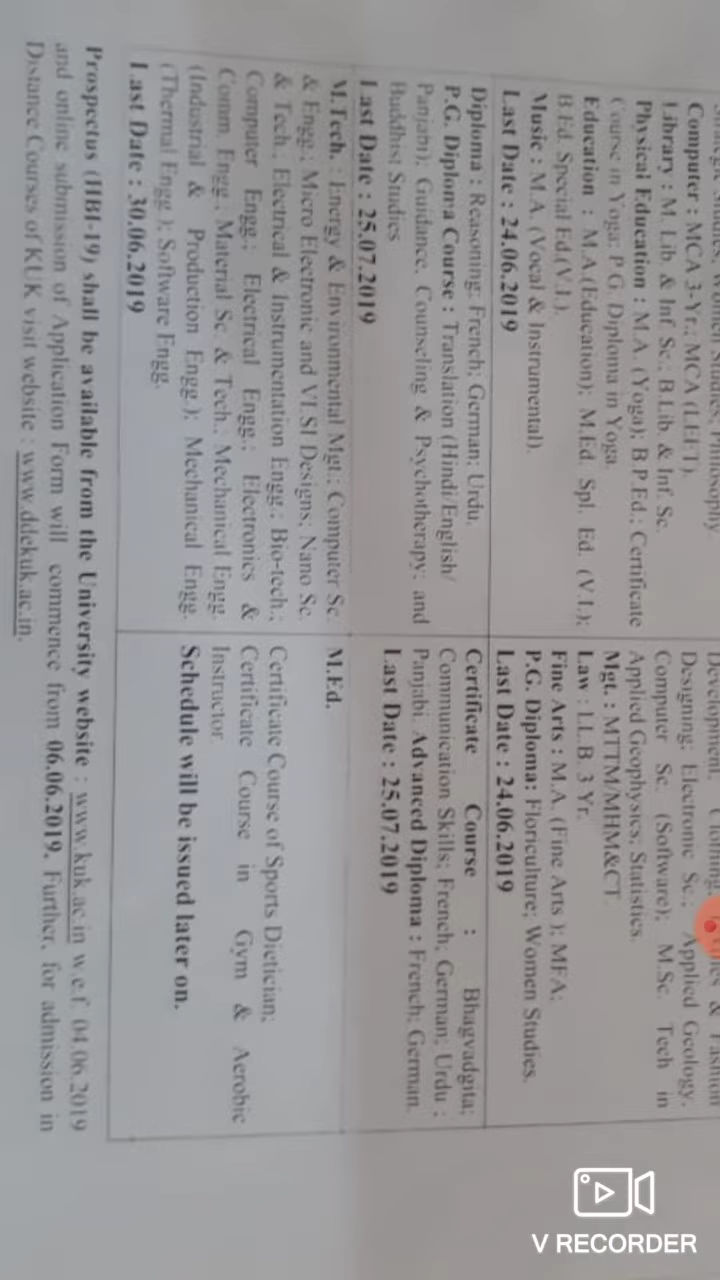 Computer : MCA 3-Yr.; MCA (LEET).
Library : M. Lib & Inf. Sc.; B.Lib & Inf. Sc.
Physical Education : M.A. (Yoga); B.P.Ed.; Certificate
Course in Yoga; P.G. Diploma in Yoga
Education : M.A.(Education); M.Ed. Spl. Ed. (V.I.);
B.Ed. Special Ed.(V.I.).
Music : M.A. (Vocal & Instrumental).
Last Date : 24.06.2019
Development,
Designing, Electronic Sc.; Applied Geology,
Computer Sc. (Software); M.Sc. Tech in
Applied Geophysics; Statistics.
Mgt. : MTTM/MHM&CT.
Law : LL.B. 3 Yr.
Fine Arts : M.A. (Fine Arts ); MFA;
P.G. Diploma: Floriculture; Women Studies.
Last Date : 24.06.2019
Diploma : Reasoning; French; German; Urdu.
P.G. Diploma Course : Translation (Hindi/English/
Panjabi); Guidance, Counseling & Psychotherapy; and
Buddhist Studies
Last Date : 25.07.2019
Certificate Course : Bhagvadgita;
Communication Skills; French, German; Urdu ;
Panjabi. Advanced Diploma : French; German.
Last Date : 25.07.2019
M.Tech. : Energy & Environmental Mgt.; Computer Sc.
& Engg.; Micro Electronic and VLSI Designs; Nano Sc.
& Tech.; Electrical & Instrumentation Engg.; Bio-tech.;
Computer Engg.; Electrical Engg.; Electronics &
Comm. Engg.; Material Sc. & Tech.; Mechanical Engg.
(Industrial & Production Engg.); Mechanical Engg.
(Thermal Engg.); Software Engg.
Last Date : 30.06.2019
M.Ed.
Certificate Course of Sports Dietician;
Certificate Course in Gym & Aerobic
Instructor
Schedule will be issued later on.
Prospectus (HBI-19) shall be available from the University website : www.kuk.ac.in w.e.f. 04.06.2019
and online submission of Application Form will commence from 06.06.2019. Further, for admission in
Distance Courses of KUK visit website : www.ddekuk.ac.in.
V RECORDER